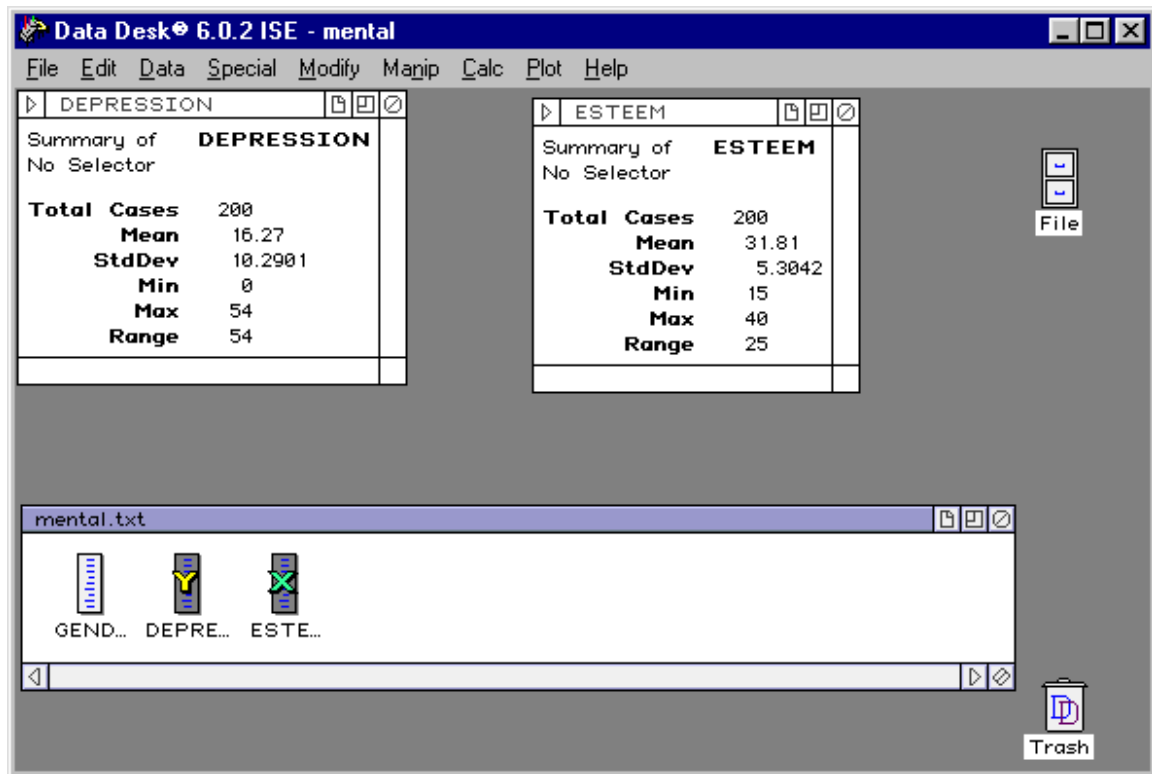 Data Desk® 6.0.2 ISE - mental
File Edit Data Special Modify Manip Calc Plot Help
DEPRESSION
Summary of DEPRESSION
No Selector
Total Cases 200
Mean 16.27
StdDev 10.2901
Min 0
Max 54
Range 54
ESTEEM
Summary of ESTEEM
No Selector
Total Cases 200
Mean 31.81
StdDev 5.3042
Min 15
Max 40
Range 25
File
mental.txt
Y
X
GEND… DEPRE… ESTE…
DD
Trash